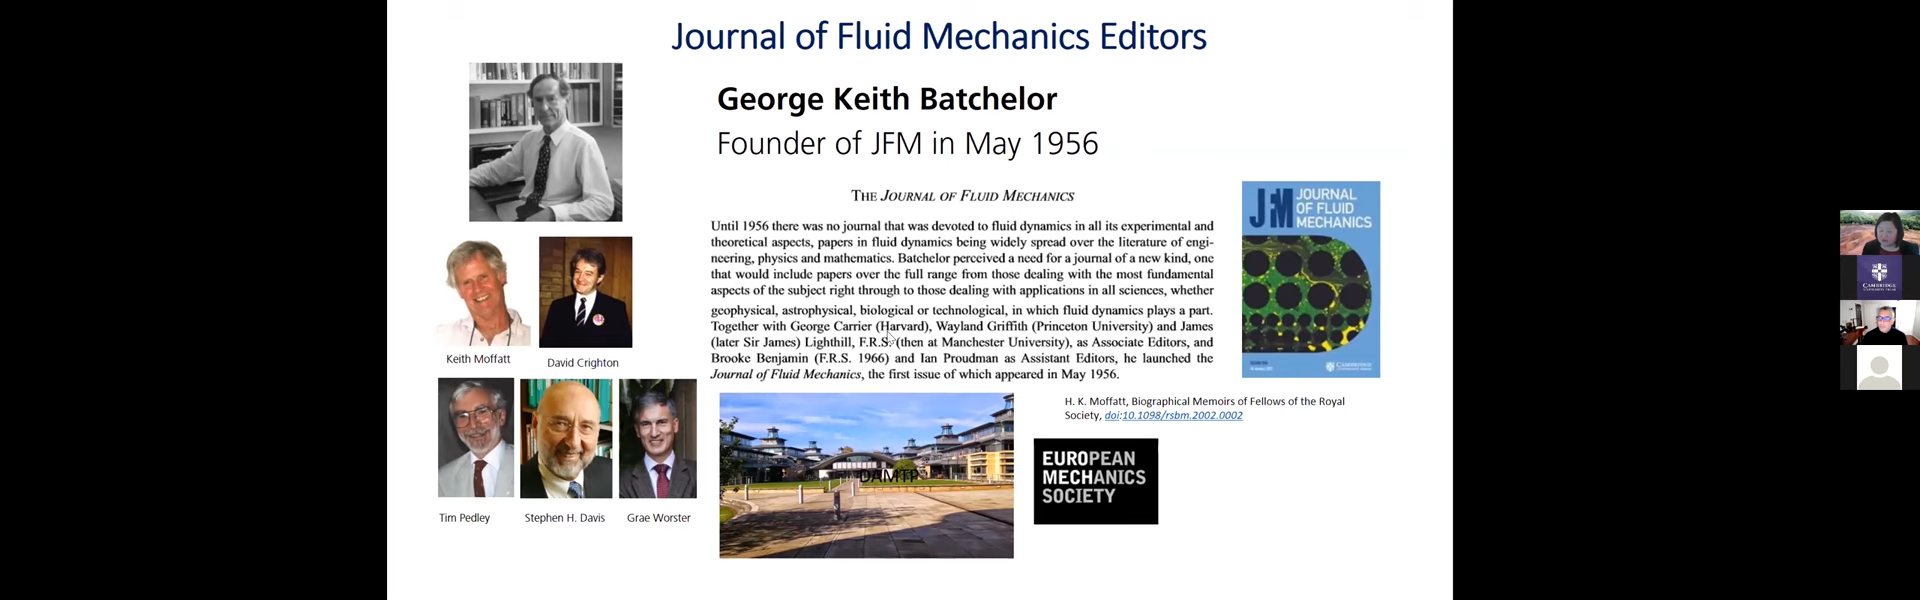 Journal of Fluid Mechanics Editors
George Keith Batchelor
Founder of JFM in May 1956
THE JOURNAL OF FLUID MECHANICS
Until 1956 there was no journal that was devoted to fluid dynamics in all its experimental and
theoretical aspects, papers in fluid dynamics being widely spread over the literature of engi-
neering, physics and mathematics. Batchelor perceived a need for a journal of a new kind, one
that would include papers over the full range from those dealing with the most fundamental
aspects of the subject right through to those dealing with applications in all sciences, whether
geophysical, astrophysical, biological or technological, in which fluid dynamics plays a part.
Together with George Carrier (Harvard), Wayland Griffith (Princeton University) and James
(later Sir James) Lighthill, F.R.S. (then at Manchester University), as Associate Editors, and
Brooke Benjamin (F.R.S. 1966) and Ian Proudman as Assistant Editors, he launched the
Journal of Fluid Mechanics, the first issue of which appeared in May 1956.
JFM JOURNAL
OF FLUID
MECHANICS
Keith Moffatt
David Crighton
Tim Pedley
Stephen H. Davis
Grae Worster
DAMTP
H. K. Moffatt, Biographical Memoirs of Fellows of the Royal
Society, doi:10.1098/rsbm.2002.0002
EUROPEAN
MECHANICS
SOCIETY
CAMBRIDGE